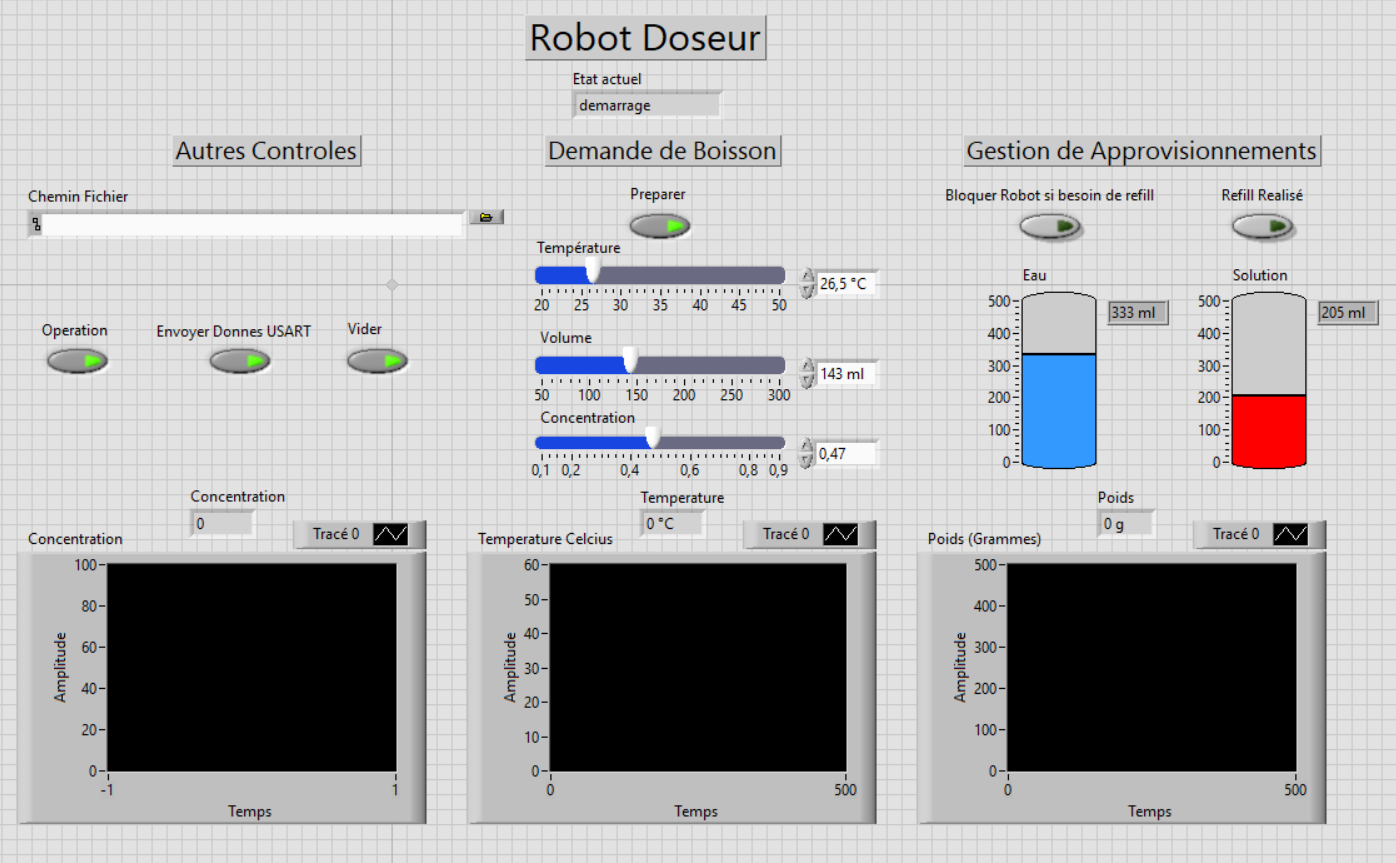 Robot Doseur
Etat actuel
demarrage
Autres Controles
Demande de Boisson
Gestion de Approvisionnements
Chemin Fichier
Preparer
Bloquer Robot si besoin de refill
Refill Realisé
Température
26,5 °C
20 25 30 35 40 45 50
Operation
Envoyer Donnes USART
Vider
Volume
143 ml
50 100 150 200 250 300
Concentration
0,47
0,1 0,2 0,4 0,6 0,8 0,9
Eau
333 ml
500
400
300
200
100
0
Solution
205 ml
500
400
300
200
100
0
Concentration
0
Concentration
Tracé 0
100
80
60
40
20
0
Amplitude
-1 1
Temps
Temperature
0 °C
Temperature Celcius
Tracé 0
60
50
40
30
20
10
0
Amplitude
0 500
Temps
Poids
0 g
Poids (Grammes)
Tracé 0
500
400
300
200
100
0
Amplitude
0 500
Temps